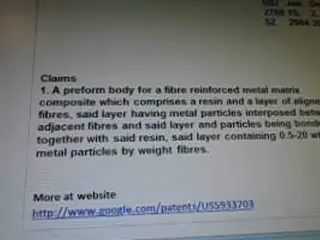 Claims
1. A preform body for a fibre reinforced metal matrix
composite which comprises a resin and a layer of
fibres, said layer having metal particles interposed
adjacent fibres and said layer and particles being
together with said resin, said layer containing 0.5-20
metal particles by weight fibres.
More at website
http://www.google.com/patents/US5933703